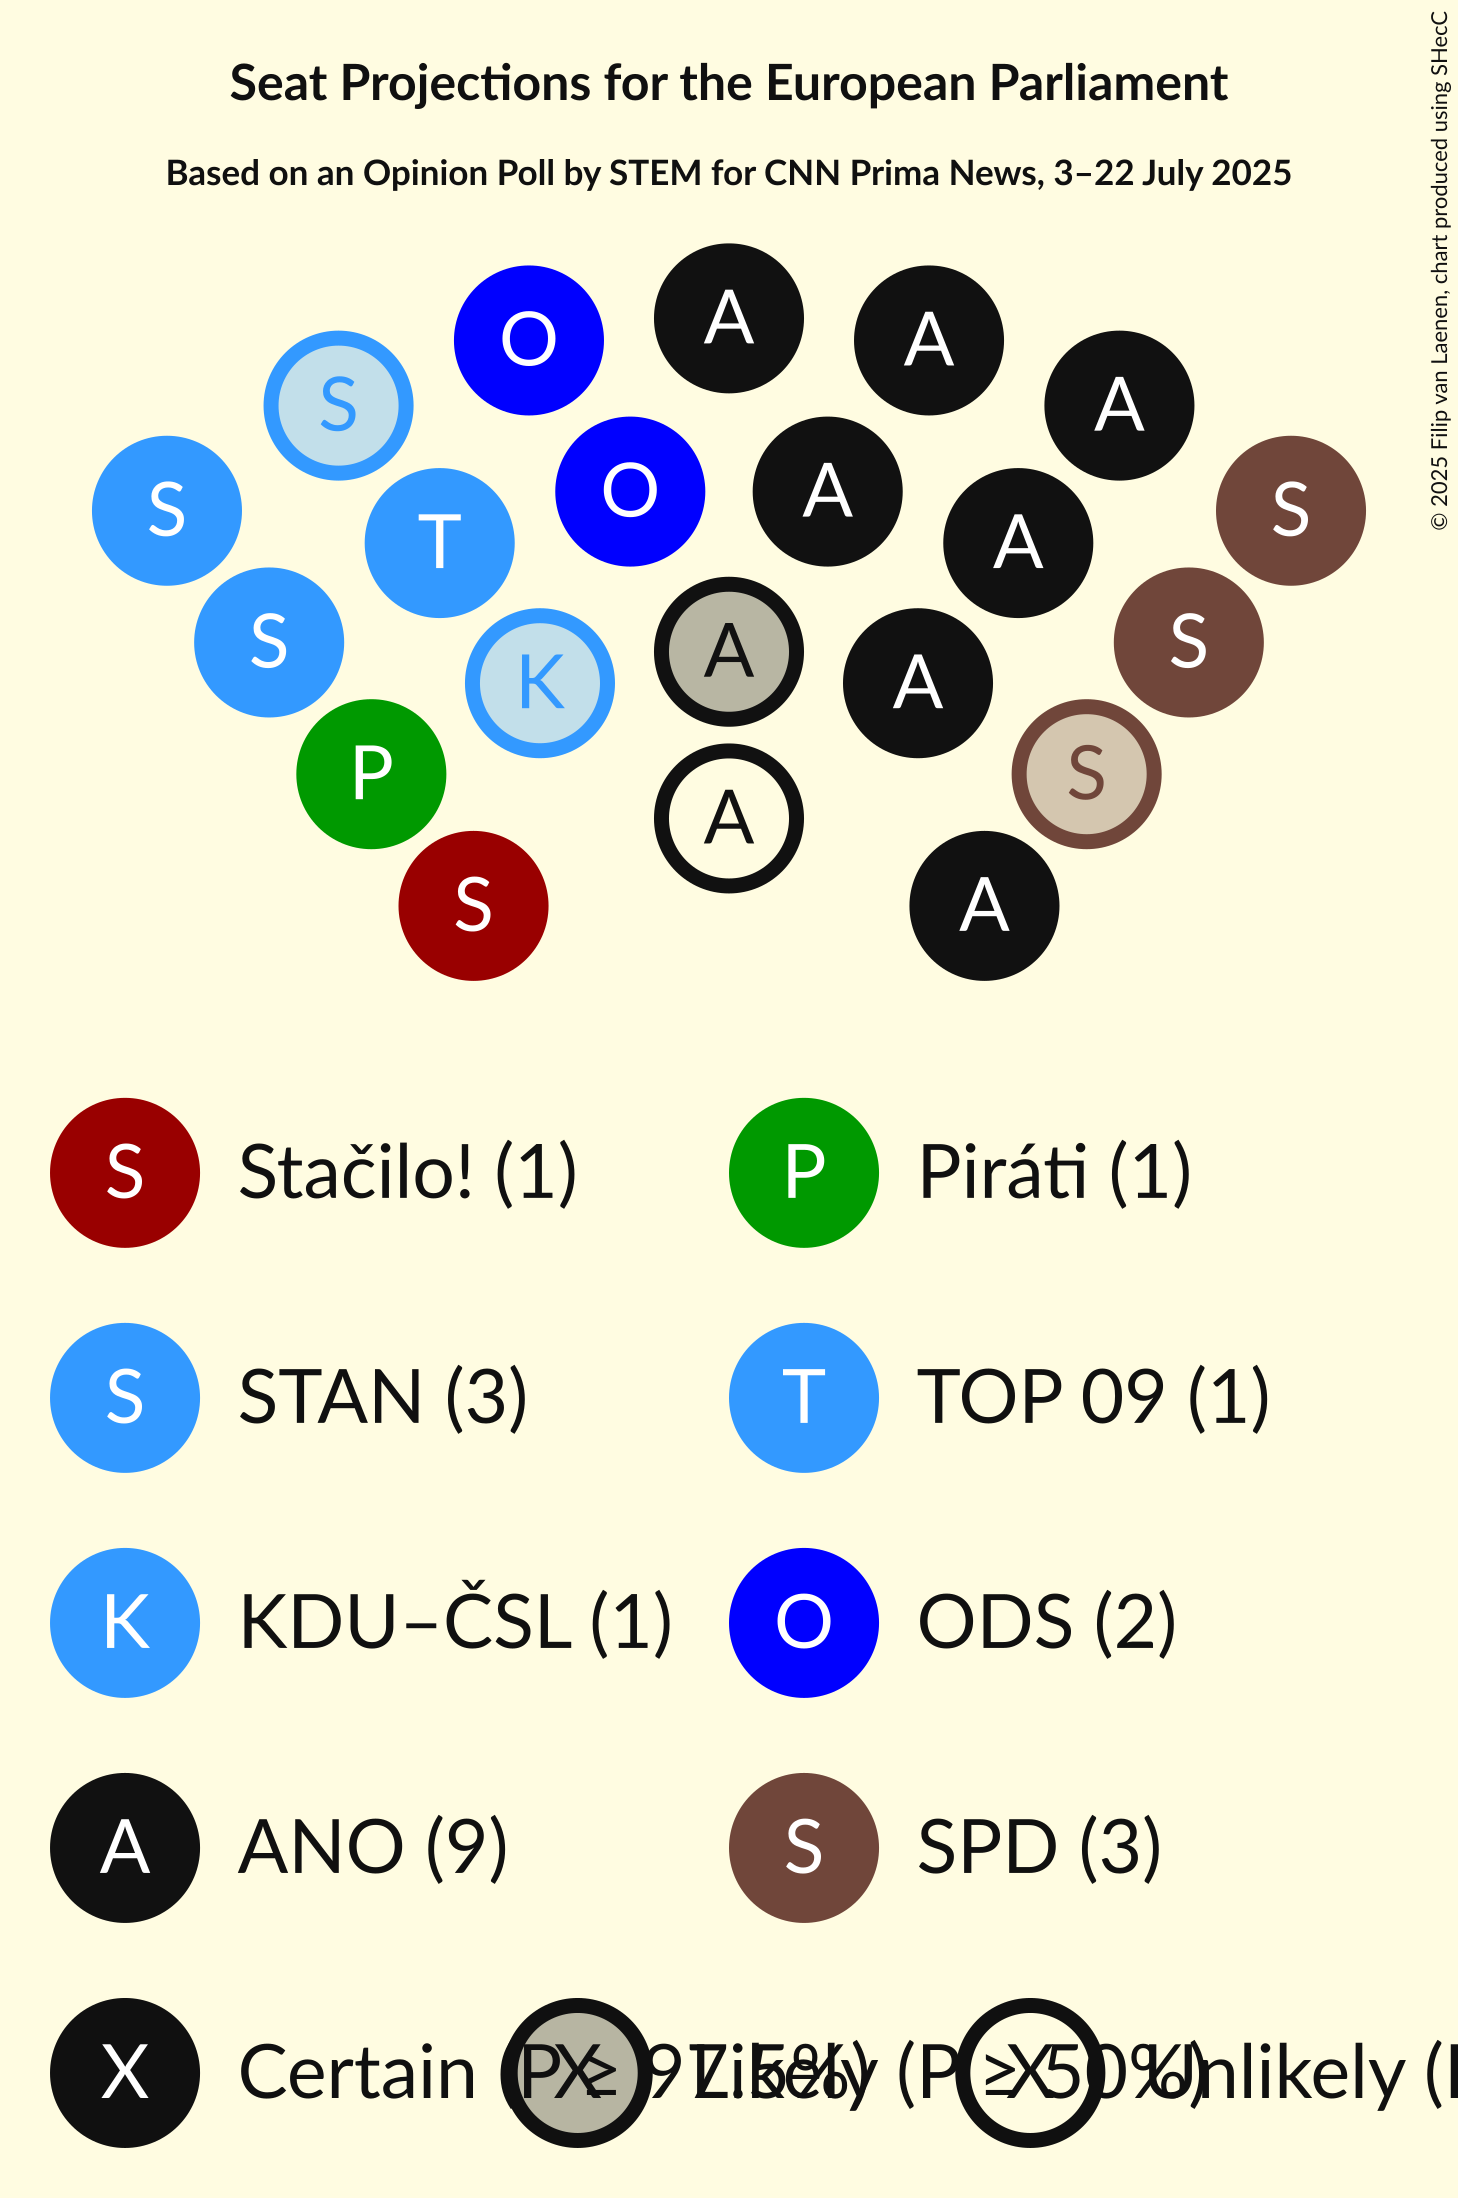 Seat Projections for the European Parliament
Based on an Opinion Poll by STEM for CNN Prima News, 3–22 July 2025
© 2025 Filip van Laenen, chart produced using SHecC
A
O A
S A
S O A S
T A
S S
K A A
P S
A
S A
S Stačilo! (1) P Piráti (1)
S STAN (3) T TOP 09 (1)
K KDU–ČSL (1) O ODS (2)
A ANO (9) S SPD (3)
X Certain (P ≥ 97.5%) X Likely (P ≥ 50%) X Unlikely (